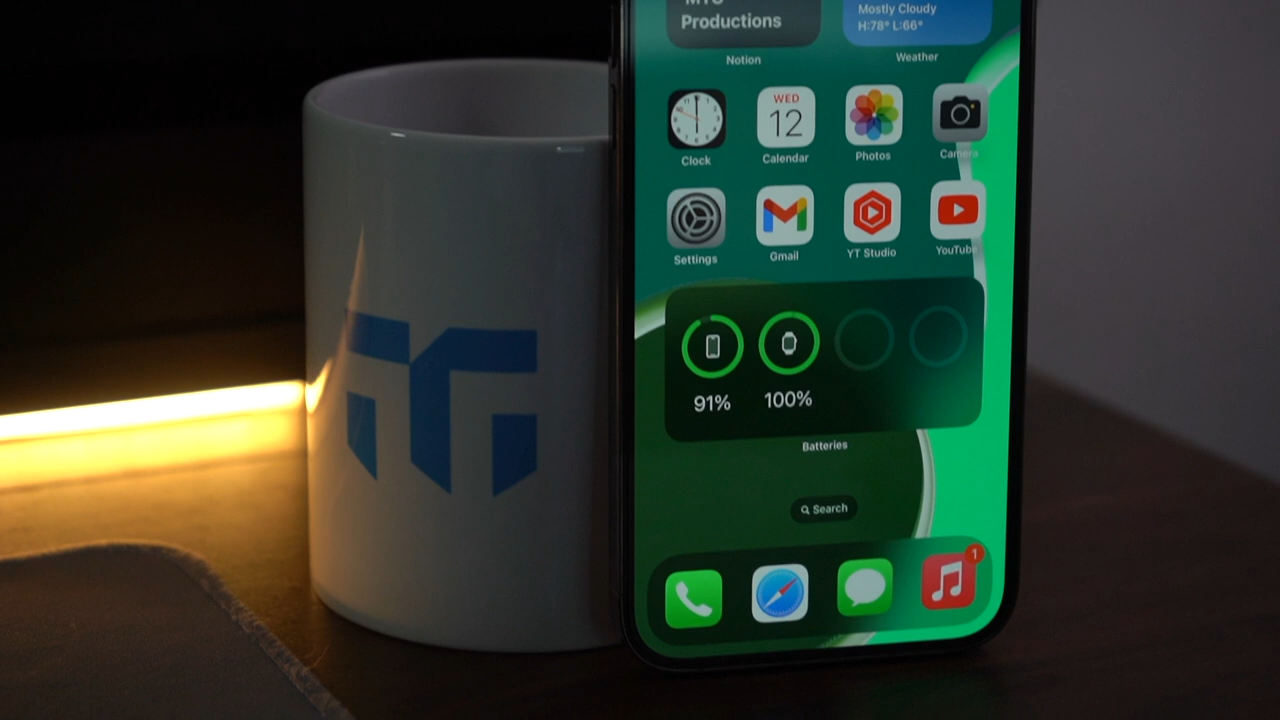 Productions
Notion
Mostly Cloudy
H:78° L:66°
Weather
Clock
WED
12
Calendar
Photos
Camera
Settings
Gmail
YT Studio
YouTube
91%
100%
Batteries
Search
1